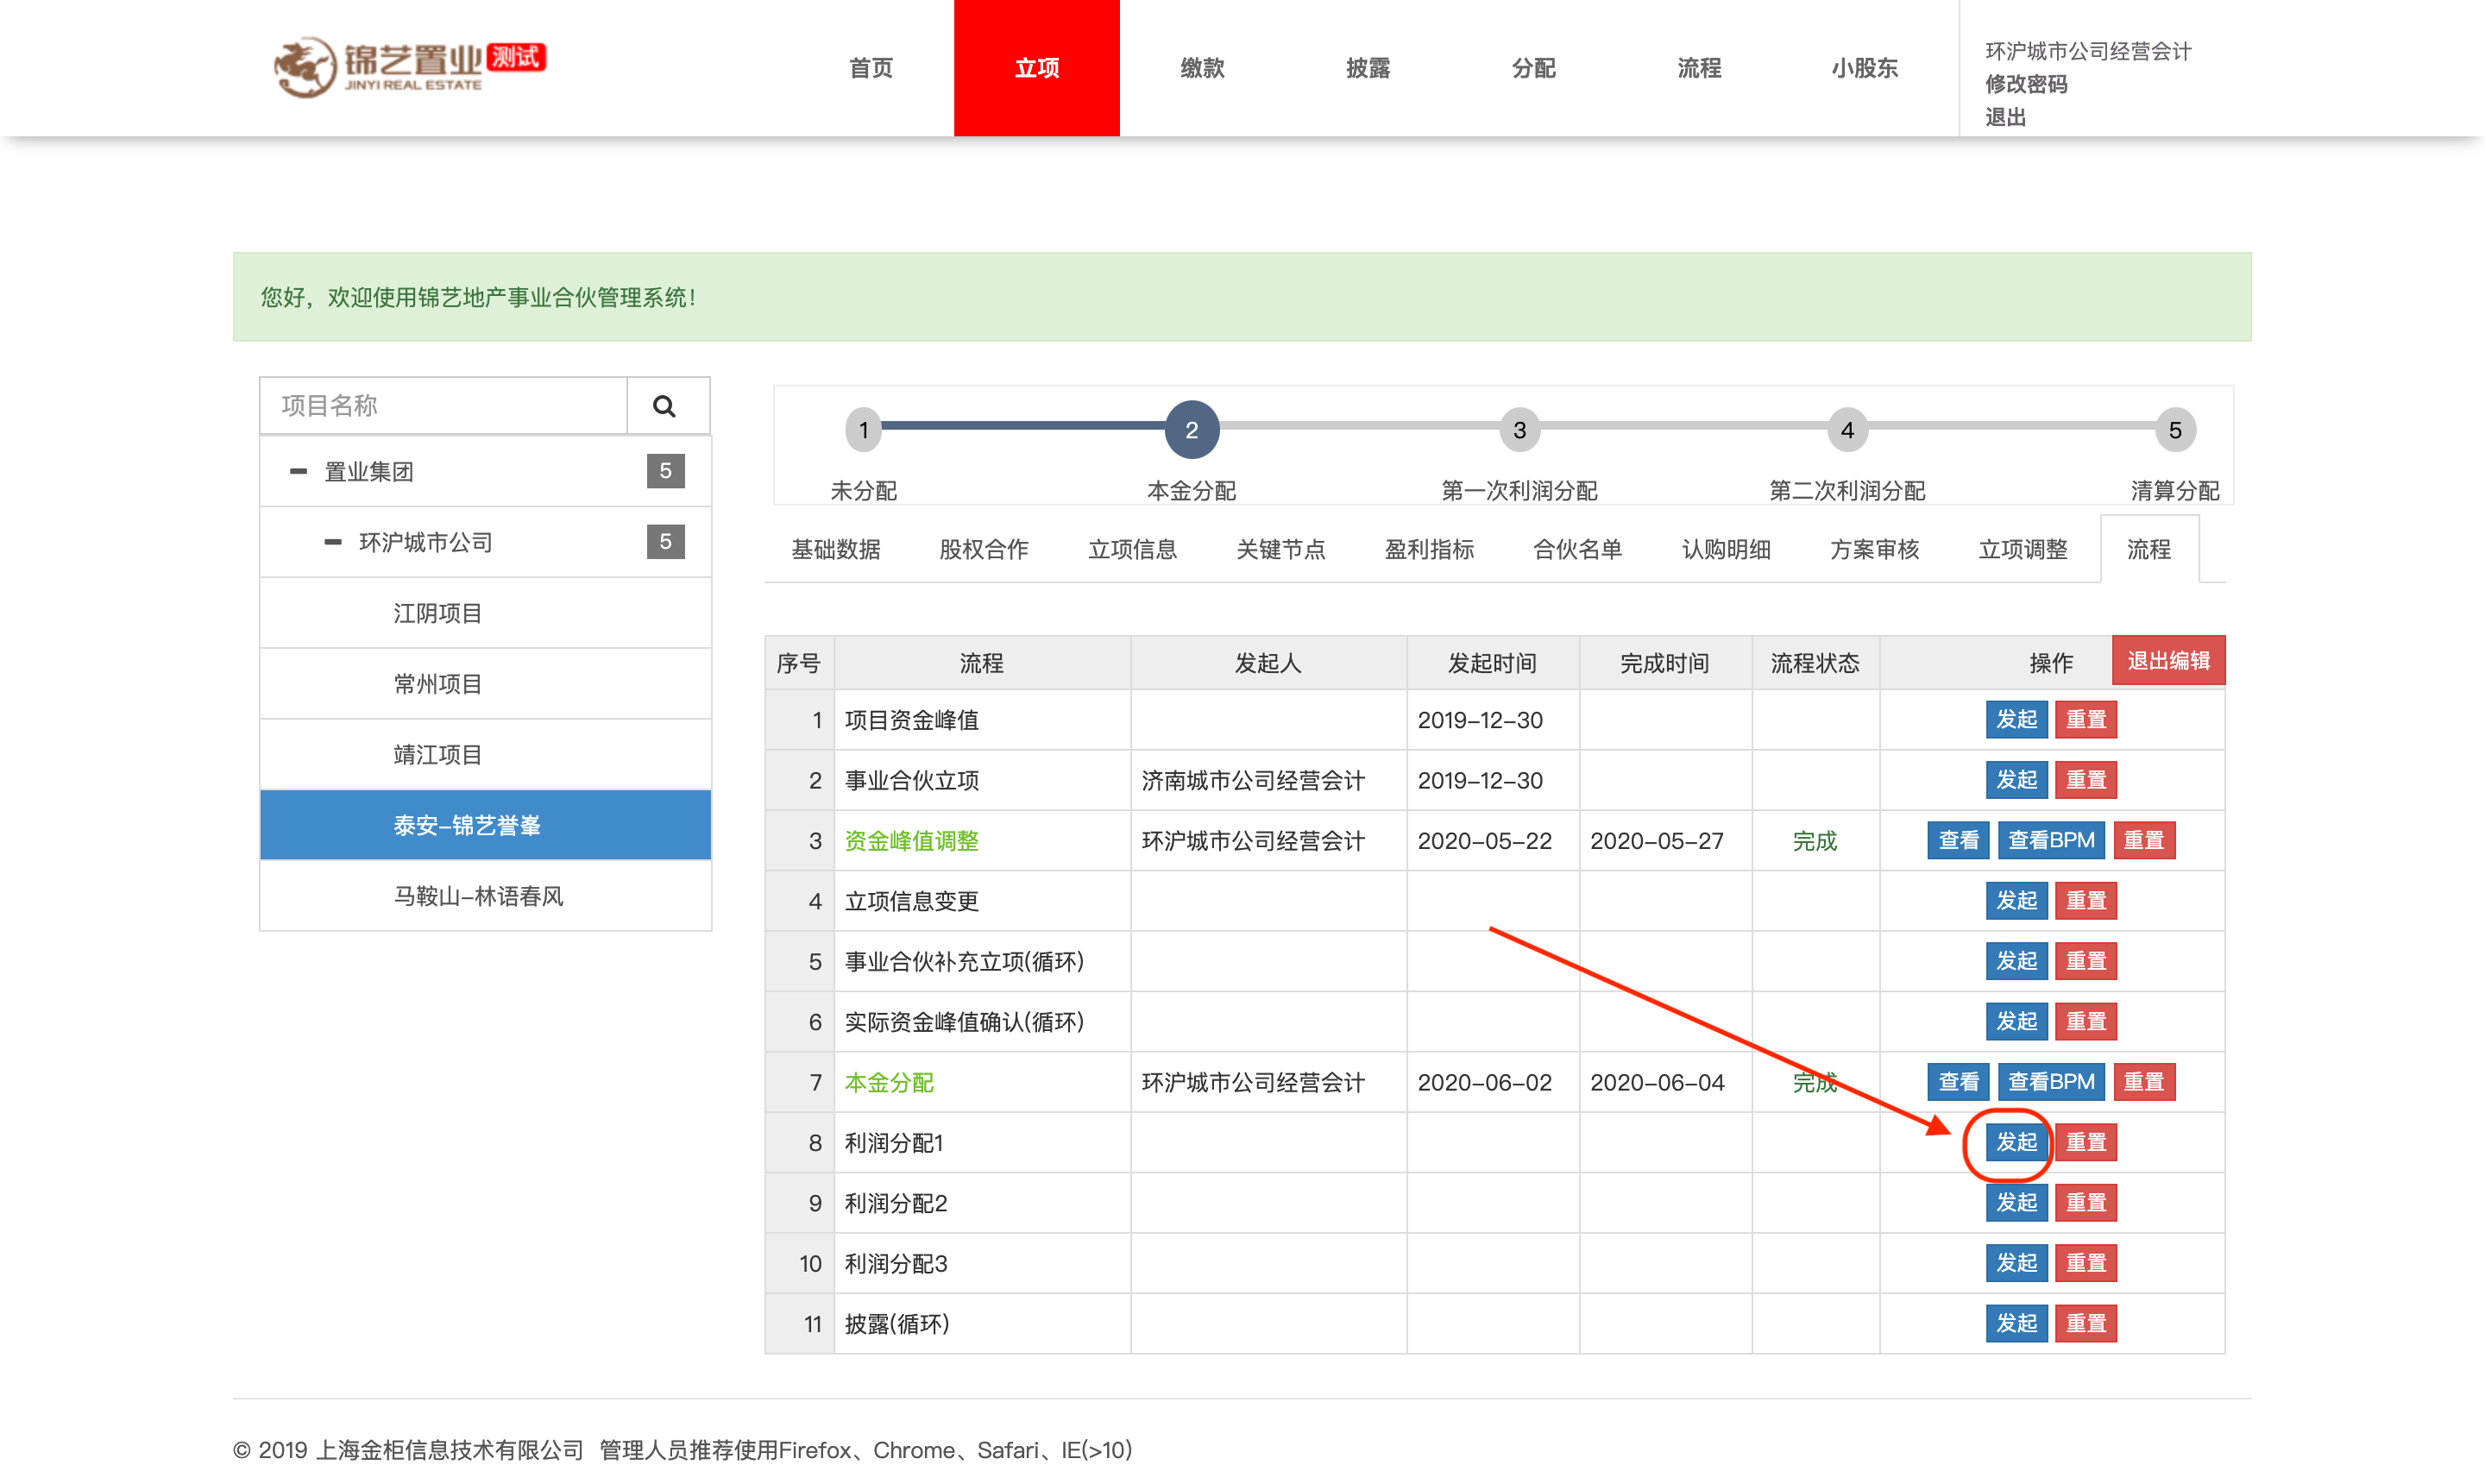 锦艺置业 测试
JINYI REAL ESTATE
首页 立项 缴款 披露 分配 流程 小股东
环沪城市公司经营会计
修改密码
退出
您好，欢迎使用锦艺地产事业合伙管理系统！
项目名称
置业集团 5
环沪城市公司 5
江阴项目
常州项目
靖江项目
泰安-锦艺誉峯
马鞍山-林语春风
1 2 3 4 5
未分配 本金分配 第一次利润分配 第二次利润分配 清算分配
基础数据 股权合作 立项信息 关键节点 盈利指标 合伙名单 认购明细 方案审核 立项调整 流程
序号 流程 发起人 发起时间 完成时间 流程状态 操作 退出编辑
1 项目资金峰值 2019-12-30 发起 重置
2 事业合伙立项 济南城市公司经营会计 2019-12-30 发起 重置
3 资金峰值调整 环沪城市公司经营会计 2020-05-22 2020-05-27 完成 查看 查看BPM 重置
4 立项信息变更 发起 重置
5 事业合伙补充立项(循环) 发起 重置
6 实际资金峰值确认(循环) 发起 重置
7 本金分配 环沪城市公司经营会计 2020-06-02 2020-06-04 完成 查看 查看BPM 重置
8 利润分配1 发起 重置
9 利润分配2 发起 重置
10 利润分配3 发起 重置
11 披露(循环) 发起 重置
© 2019 上海金柜信息技术有限公司 管理人员推荐使用Firefox、Chrome、Safari、IE(>10)